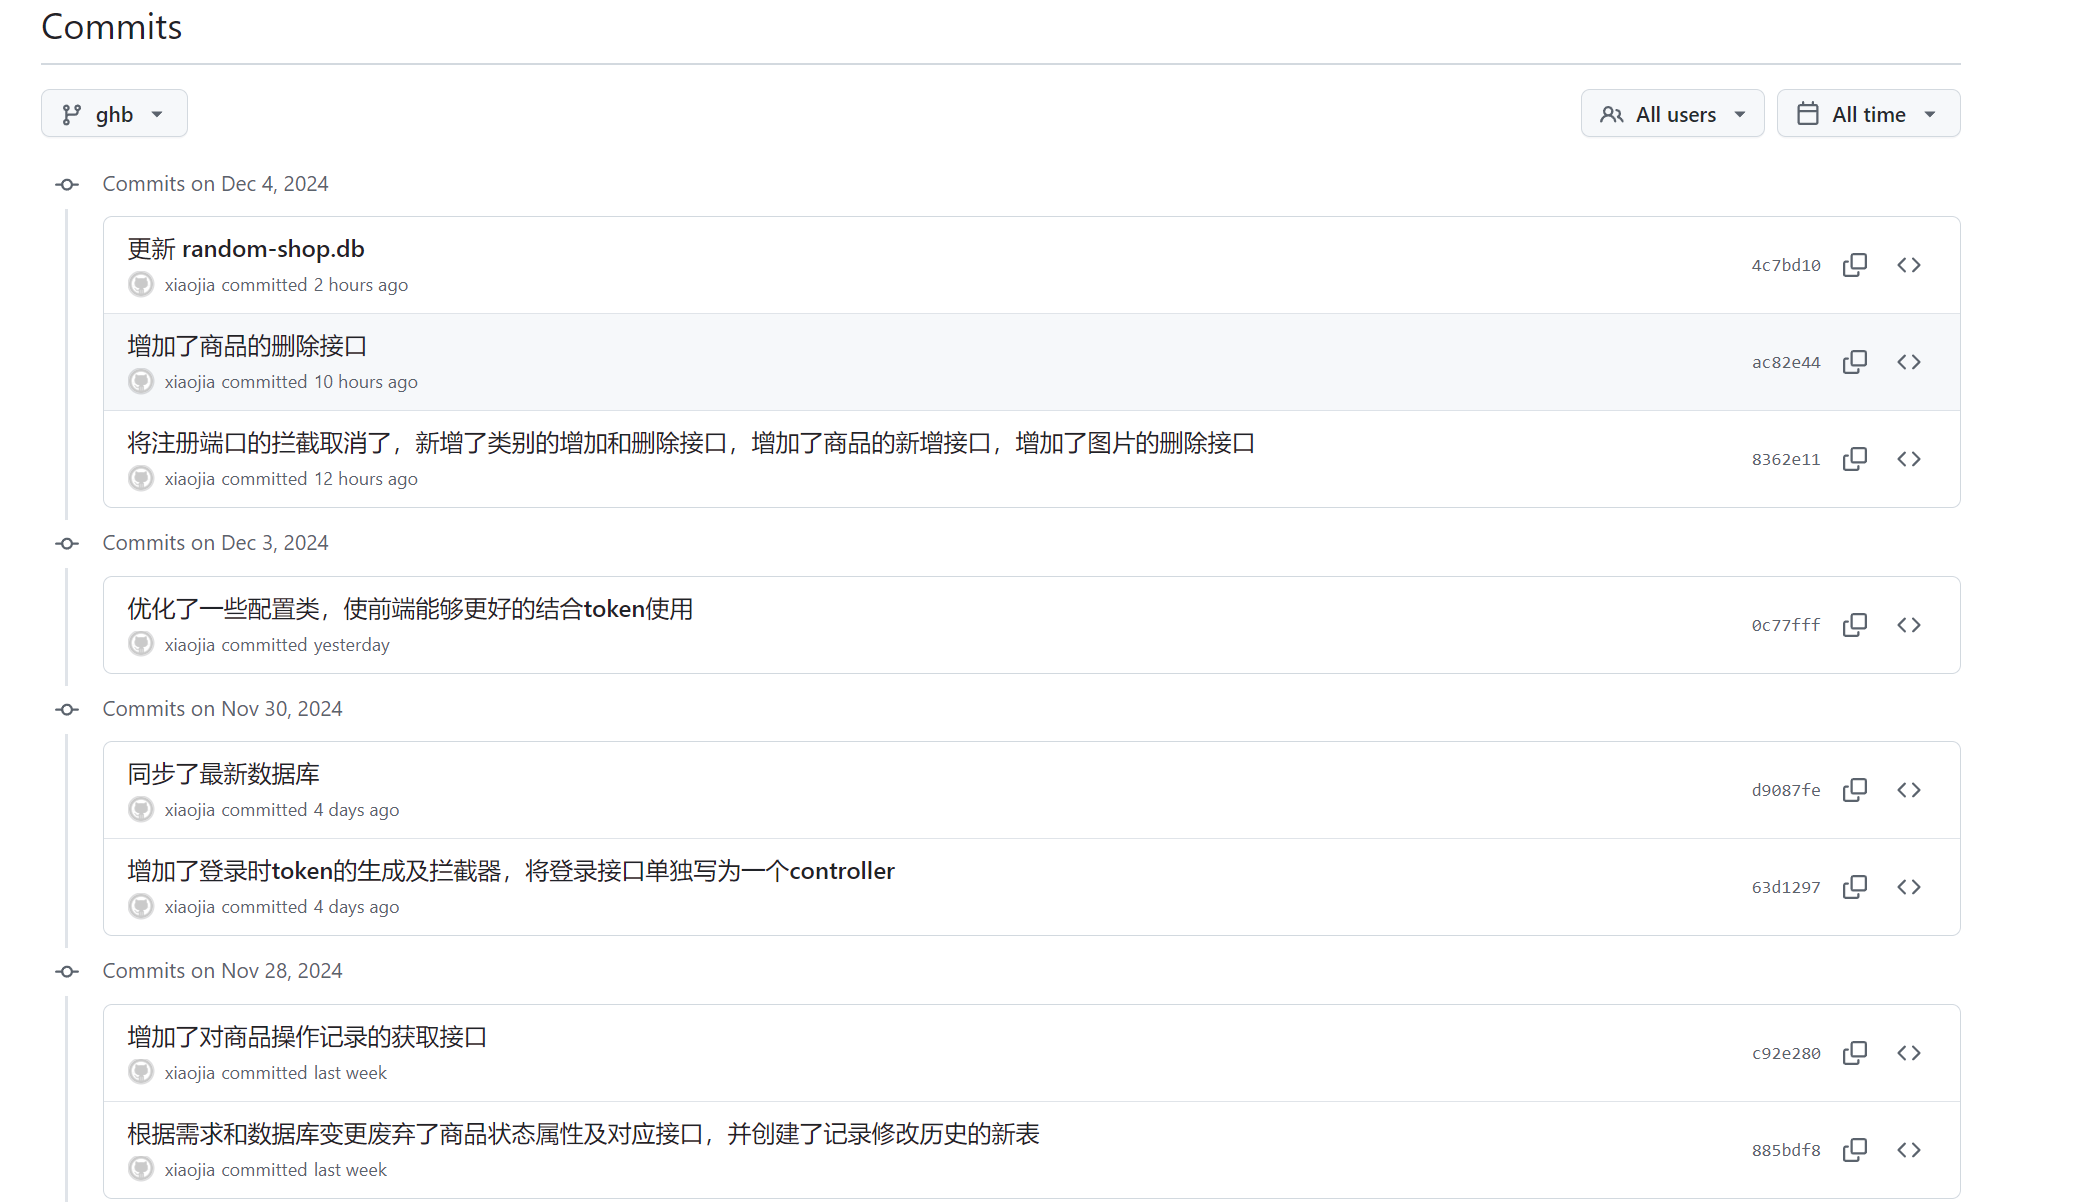 Commits
ghb
All users
All time
Commits on Dec 4, 2024
更新 random-shop.db
xiaojia committed 2 hours ago
4c7bd10
增加了商品的删除接口
xiaojia committed 10 hours ago
ac82e44
将注册端口的拦截取消了，新增了类别的增加和删除接口，增加了商品的新增接口，增加了图片的删除接口
xiaojia committed 12 hours ago
8362e11
Commits on Dec 3, 2024
优化了一些配置类，使前端能够更好的结合token使用
xiaojia committed yesterday
0c77fff
Commits on Nov 30, 2024
同步了最新数据库
xiaojia committed 4 days ago
d9087fe
增加了登录时token的生成及拦截器，将登录接口单独写为一个controller
xiaojia committed 4 days ago
63d1297
Commits on Nov 28, 2024
增加了对商品操作记录的获取接口
xiaojia committed last week
c92e280
根据需求和数据库变更废弃了商品状态属性及对应接口，并创建了记录修改历史的新表
xiaojia committed last week
885bdf8